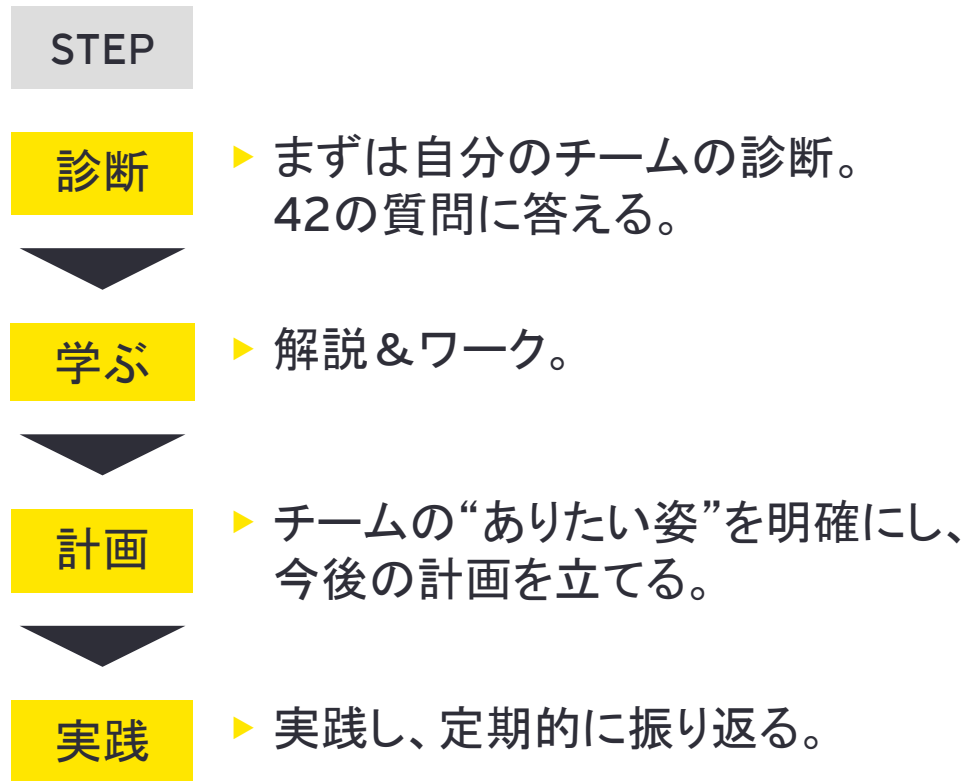 STEP
診断
まずは自分のチームの診断。
42の質問に答える。
学ぶ
解説＆ワーク。
計画
チームの“ありたい姿”を明確にし、
今後の計画を立てる。
実践
実践し、定期的に振り返る。